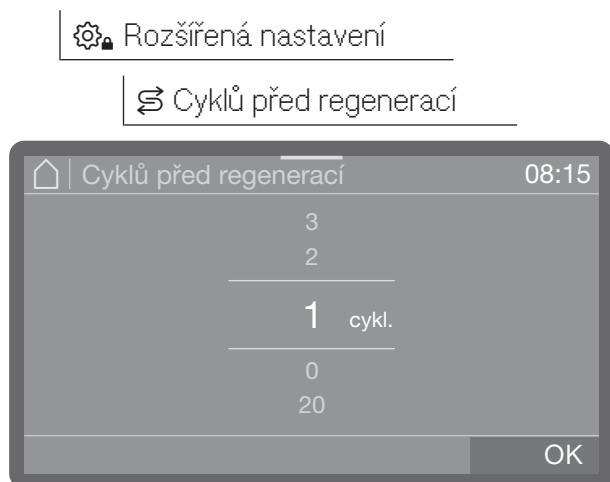 Rozšířená nastavení
Cyklů před regenerací
Cyklů před regenerací 08:15
3
2
1 cykl.
0
20
OK